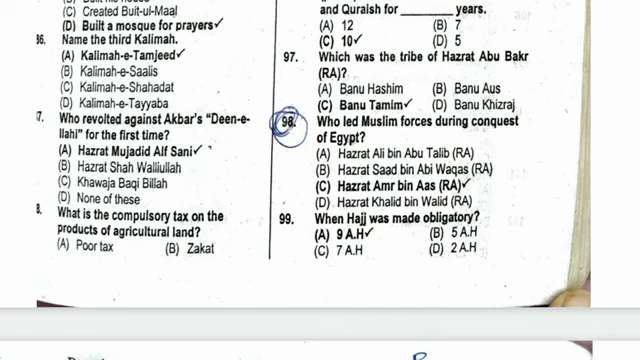 (C) Created Buit-ul-Maal
(D) Built a mosque for prayers✓
36. Name the third Kalimah.
(A) Kalimah-e-Tamjeed✓
(B) Kalimah-e-Saalis
(C) Kalimah-e-Shahadat
(D) Kalimah-e-Tayyaba
37. Who revolted against Akbar's "Deen-e-
Ilahi" for the first time?
(A) Hazrat Mujadid Alf Sani✓
(B) Hazrat Shah Walliullah
(C) Khawaja Baqi Billah
(D) None of these
8. What is the compulsory tax on the
products of agricultural land?
(A) Poor tax (B) Zakat
and Quraish for ________ years.
(A) 12 (B) 7
(C) 10✓ (D) 5
97. Which was the tribe of Hazrat Abu Bakr
(RA)?
(A) Banu Hashim (B) Banu Aus
(C) Banu Tamim✓ (D) Banu Khizraj
98. Who led Muslim forces during conquest
of Egypt?
(A) Hazrat Ali bin Abu Talib (RA)
(B) Hazrat Saad bin Abi Waqas (RA)
(C) Hazrat Amr bin Aas (RA)✓
(D) Hazrat Khalid bin Walid (RA)
99. When Hajj was made obligatory?
(A) 9 A.H✓ (B) 5 A.H
(C) 7 A.H (D) 2 A.H